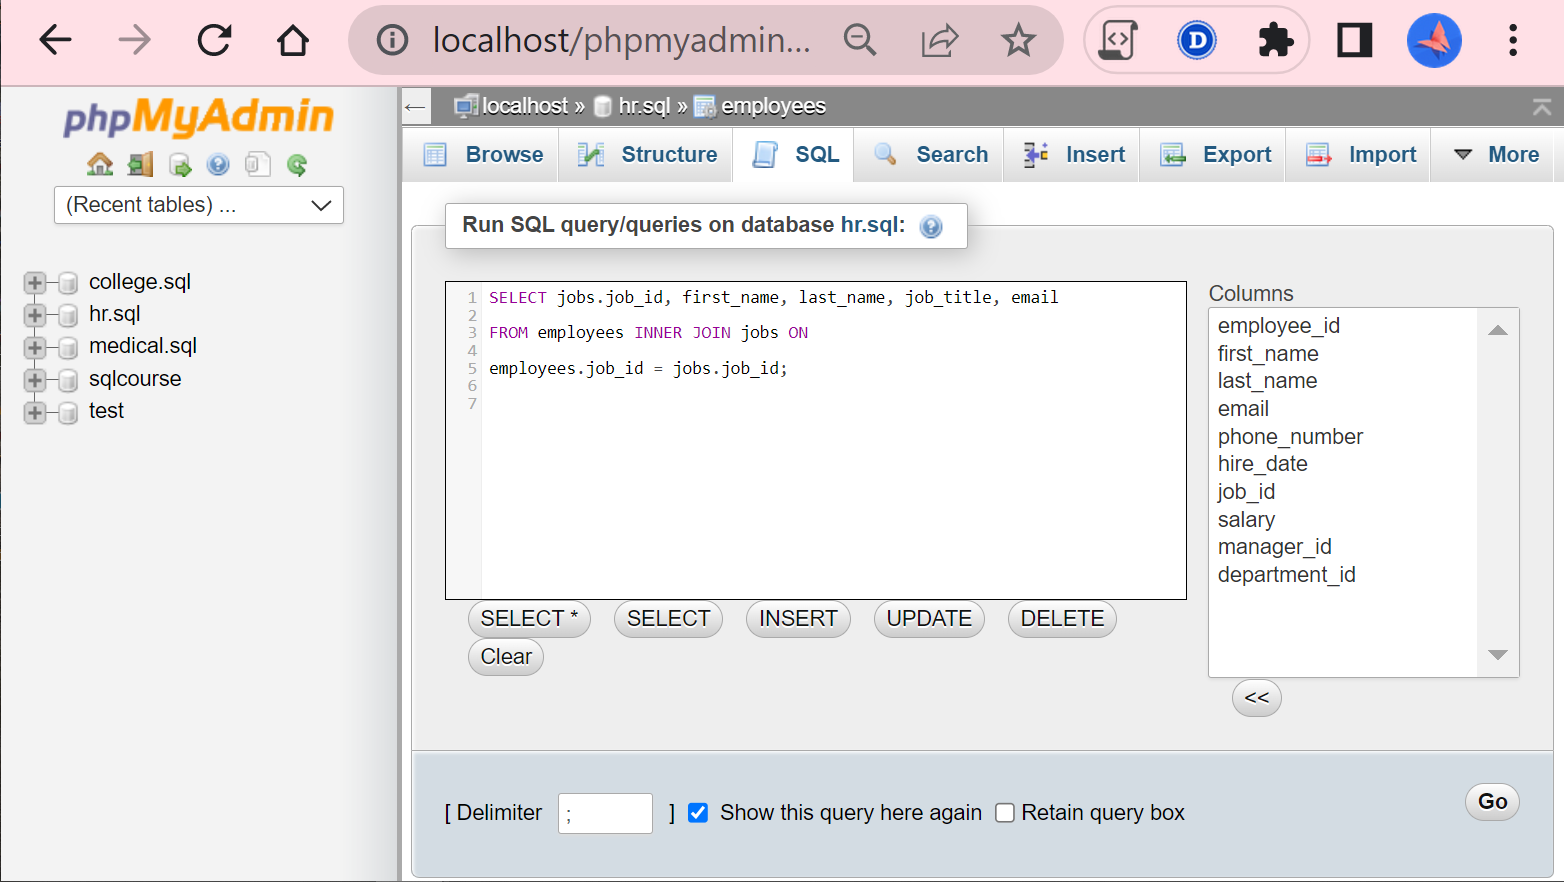 localhost/phpmyadmin...
D
phpMyAdmin
(Recent tables) ...
college.sql
hr.sql
medical.sql
sqlcourse
test
localhost » hr.sql » employees
Browse Structure SQL Search Insert Export Import More
Run SQL query/queries on database hr.sql:
1 SELECT jobs.job_id, first_name, last_name, job_title, email
2
3 FROM employees INNER JOIN jobs ON
4
5 employees.job_id = jobs.job_id;
6
7
Columns
employee_id
first_name
last_name
email
phone_number
hire_date
job_id
salary
manager_id
department_id
SELECT * SELECT INSERT UPDATE DELETE
Clear
<<
[ Delimiter ; ] Show this query here again Retain query box
Go